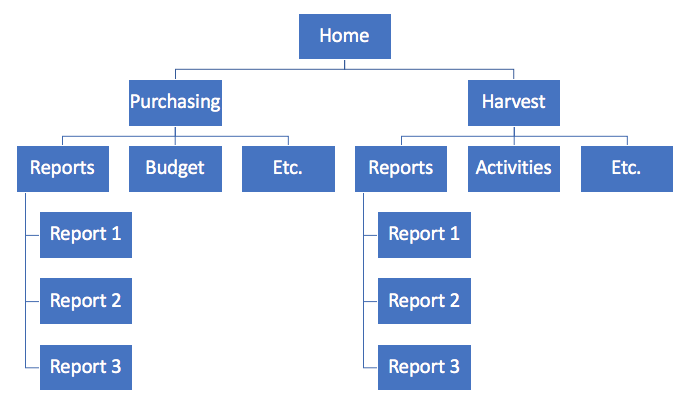 Home
Purchasing
Harvest
Reports
Budget
Etc.
Reports
Activities
Etc.
Report 1
Report 1
Report 2
Report 2
Report 3
Report 3